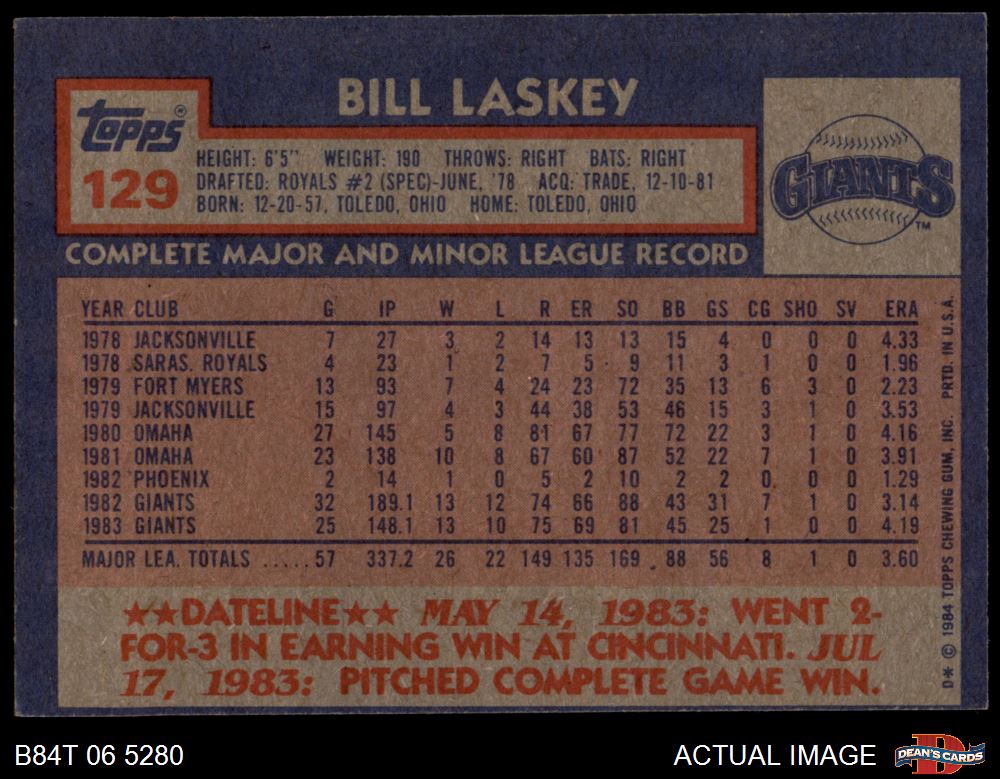 BILL LASKEY
topps®
129
HEIGHT: 6'5" WEIGHT: 190 THROWS: RIGHT BATS: RIGHT
DRAFTED: ROYALS #2 (SPEC)-JUNE, '78 ACQ: TRADE, 12-10-81
BORN: 12-20-57, TOLEDO, OHIO HOME: TOLEDO, OHIO
GIANTS
TM
COMPLETE MAJOR AND MINOR LEAGUE RECORD
YEAR CLUB G IP W L R ER SO BB GS CG SHO SV ERA
1978 JACKSONVILLE 7 27 3 2 14 13 13 15 4 0 0 0 4.33
1978 SARAS. ROYALS 4 23 1 2 7 5 9 11 3 1 0 0 1.96
1979 FORT MYERS 13 93 7 4 24 23 72 35 13 6 3 0 2.23
1979 JACKSONVILLE 15 97 4 3 44 38 53 46 15 3 1 0 3.53
1980 OMAHA 27 145 5 8 81 67 77 72 22 3 1 0 4.16
1981 OMAHA 23 138 10 8 67 60 87 52 22 7 1 0 3.91
1982 PHOENIX 2 14 1 0 5 2 10 2 2 0 0 0 1.29
1982 GIANTS 32 189.1 13 12 74 66 88 43 31 7 1 0 3.14
1983 GIANTS 25 148.1 13 10 75 69 81 45 25 1 0 0 4.19
MAJOR LEA. TOTALS .....57 337.2 26 22 149 135 169 88 56 8 1 0 3.60
★★DATELINE★★ MAY 14, 1983: WENT 2-
FOR-3 IN EARNING WIN AT CINCINNATI. JUL
17, 1983: PITCHED COMPLETE GAME WIN.
D* © 1984 TOPPS CHEWING GUM, INC. PRTD. IN U.S.A.
B84T 06 5280
ACTUAL IMAGE
DEAN'S CARDS